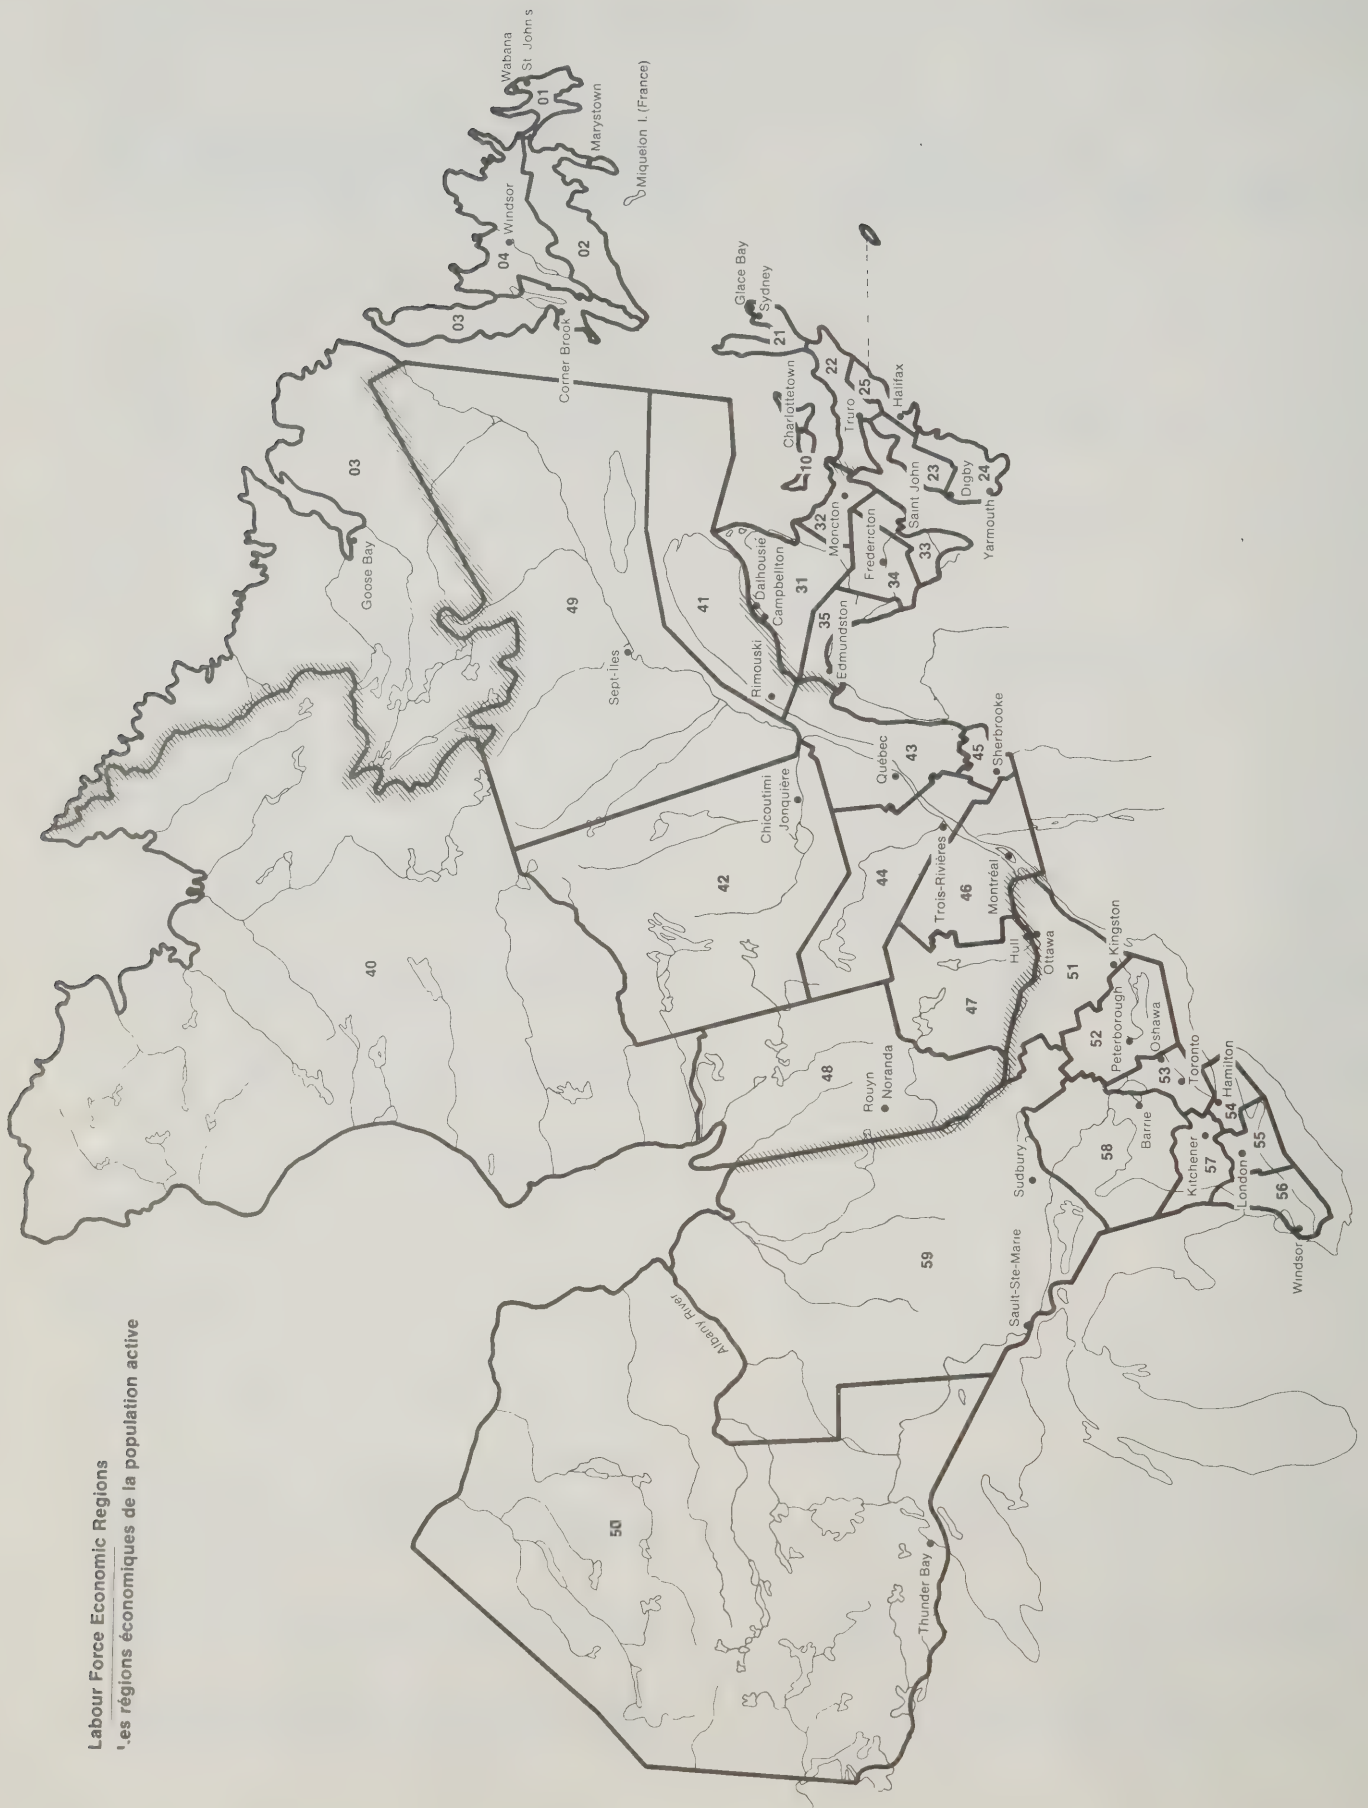 Labour Force Economic Regions
Les régions économiques de la population active
Wabana
St John s
01
Marystown
Miquelon I. (France)
Windsor
04
02
03
Corner Brook
03
Goose Bay
40
49
Sept-Iles
41
Glace Bay
Sydney
21
22
25
Halifax
Truro
Charlottetown
10
Saint John
23
Digby
24
Yarmouth
32
Moncton
Fredericton
33
34
31
Dalhousie
Campbellton
35
Edmundston
Rimouski
Québec
43
45
Sherbrooke
Chicoutimi
Jonquière
42
44
Trois-Rivières
46
Montréal
Hull
Ottawa
47
48
Rouyn
Noranda
51
Kingston
52
Peterborough
Oshawa
53
Toronto
54
Hamilton
Barrie
58
Kitchener
57
London
55
56
Windsor
Sudbury
Sault-Ste-Marie
59
Albany River
50
Thunder Bay